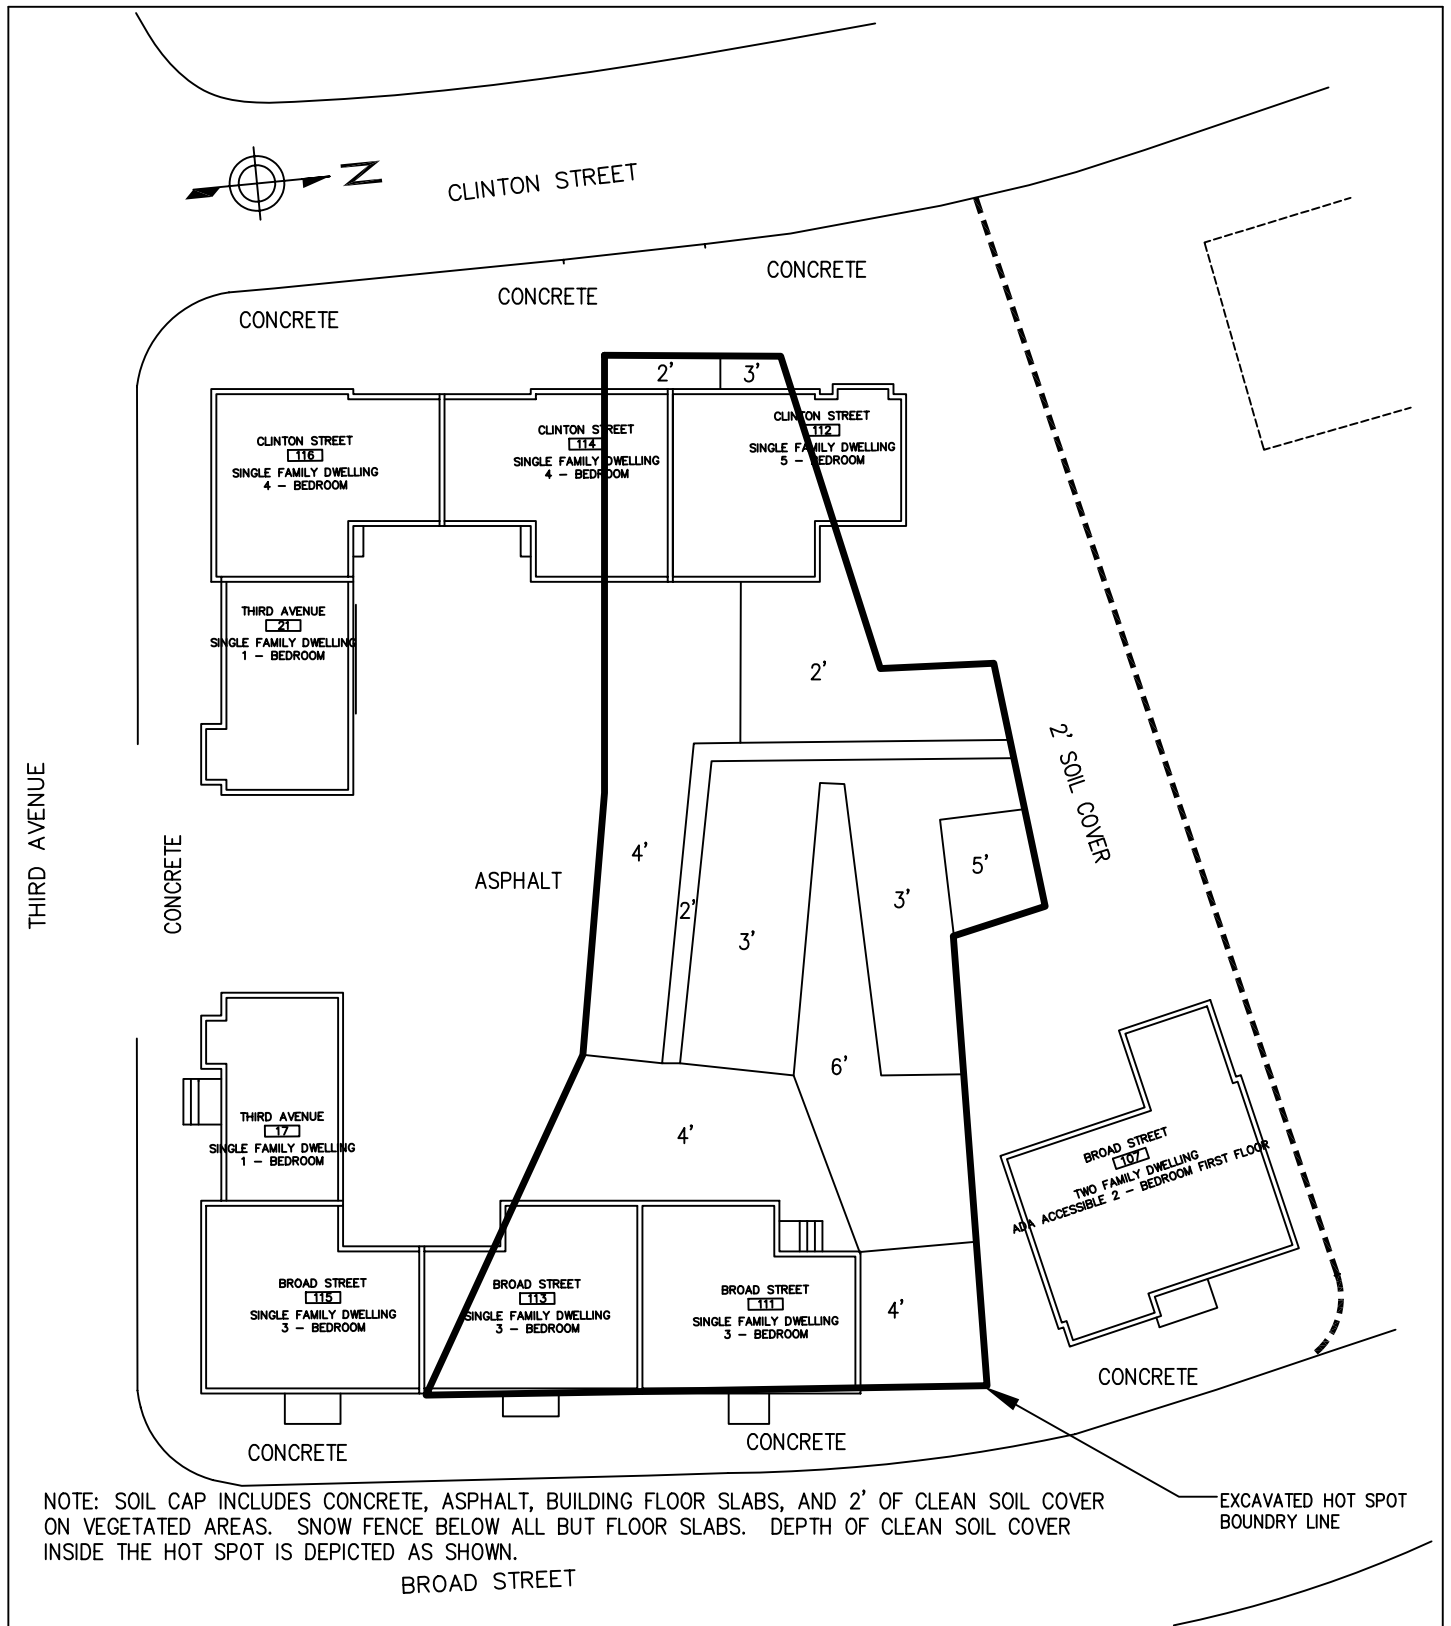 N
CLINTON STREET
CONCRETE
CONCRETE
CONCRETE
2'
3'
CLINTON STREET
116
SINGLE FAMILY DWELLING
4 - BEDROOM
CLINTON STREET
114
SINGLE FAMILY DWELLING
4 - BEDROOM
CLINTON STREET
112
SINGLE FAMILY DWELLING
5 - BEDROOM
THIRD AVENUE
21
SINGLE FAMILY DWELLING
1 - BEDROOM
2'
2' SOIL COVER
THIRD AVENUE
CONCRETE
ASPHALT
4'
2'
3'
3'
5'
6'
4'
THIRD AVENUE
17
SINGLE FAMILY DWELLING
1 - BEDROOM
BROAD STREET
107
TWO FAMILY DWELLING
ADA ACCESSIBLE 2 - BEDROOM FIRST FLOOR
BROAD STREET
115
SINGLE FAMILY DWELLING
3 - BEDROOM
BROAD STREET
113
SINGLE FAMILY DWELLING
3 - BEDROOM
BROAD STREET
111
SINGLE FAMILY DWELLING
3 - BEDROOM
4'
CONCRETE
CONCRETE
CONCRETE
NOTE: SOIL CAP INCLUDES CONCRETE, ASPHALT, BUILDING FLOOR SLABS, AND 2' OF CLEAN SOIL COVER
ON VEGETATED AREAS. SNOW FENCE BELOW ALL BUT FLOOR SLABS. DEPTH OF CLEAN SOIL COVER
INSIDE THE HOT SPOT IS DEPICTED AS SHOWN.
EXCAVATED HOT SPOT
BOUNDRY LINE
BROAD STREET